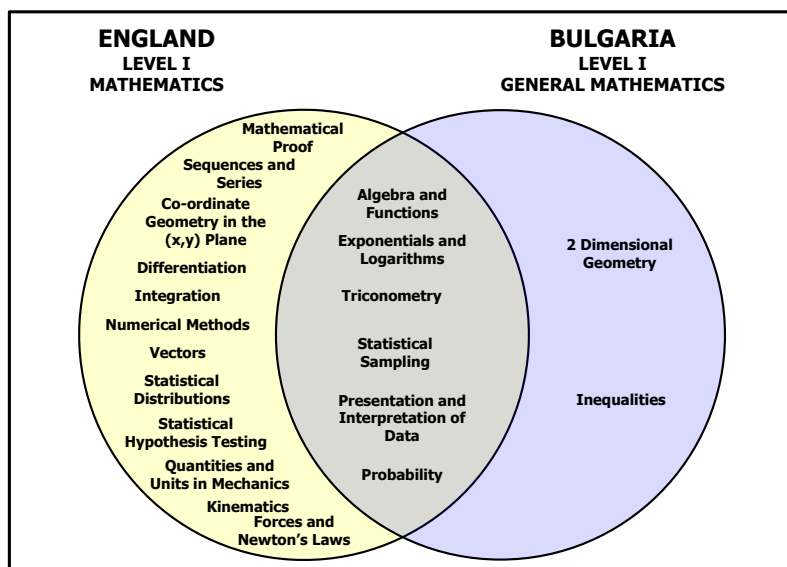 ENGLAND
LEVEL I
MATHEMATICS
BULGARIA
LEVEL I
GENERAL MATHEMATICS
Mathematical
Proof
Sequences and
Series
Co-ordinate
Geometry in the
(x,y) Plane
Differentiation
Integration
Numerical Methods
Vectors
Statistical
Distributions
Statistical
Hypothesis Testing
Quantities and
Units in Mechanics
Kinematics
Forces and
Newton's Laws
Algebra and
Functions
Exponentials and
Logarithms
Triconometry
Statistical
Sampling
Presentation and
Interpretation of
Data
Probability
2 Dimensional
Geometry
Inequalities